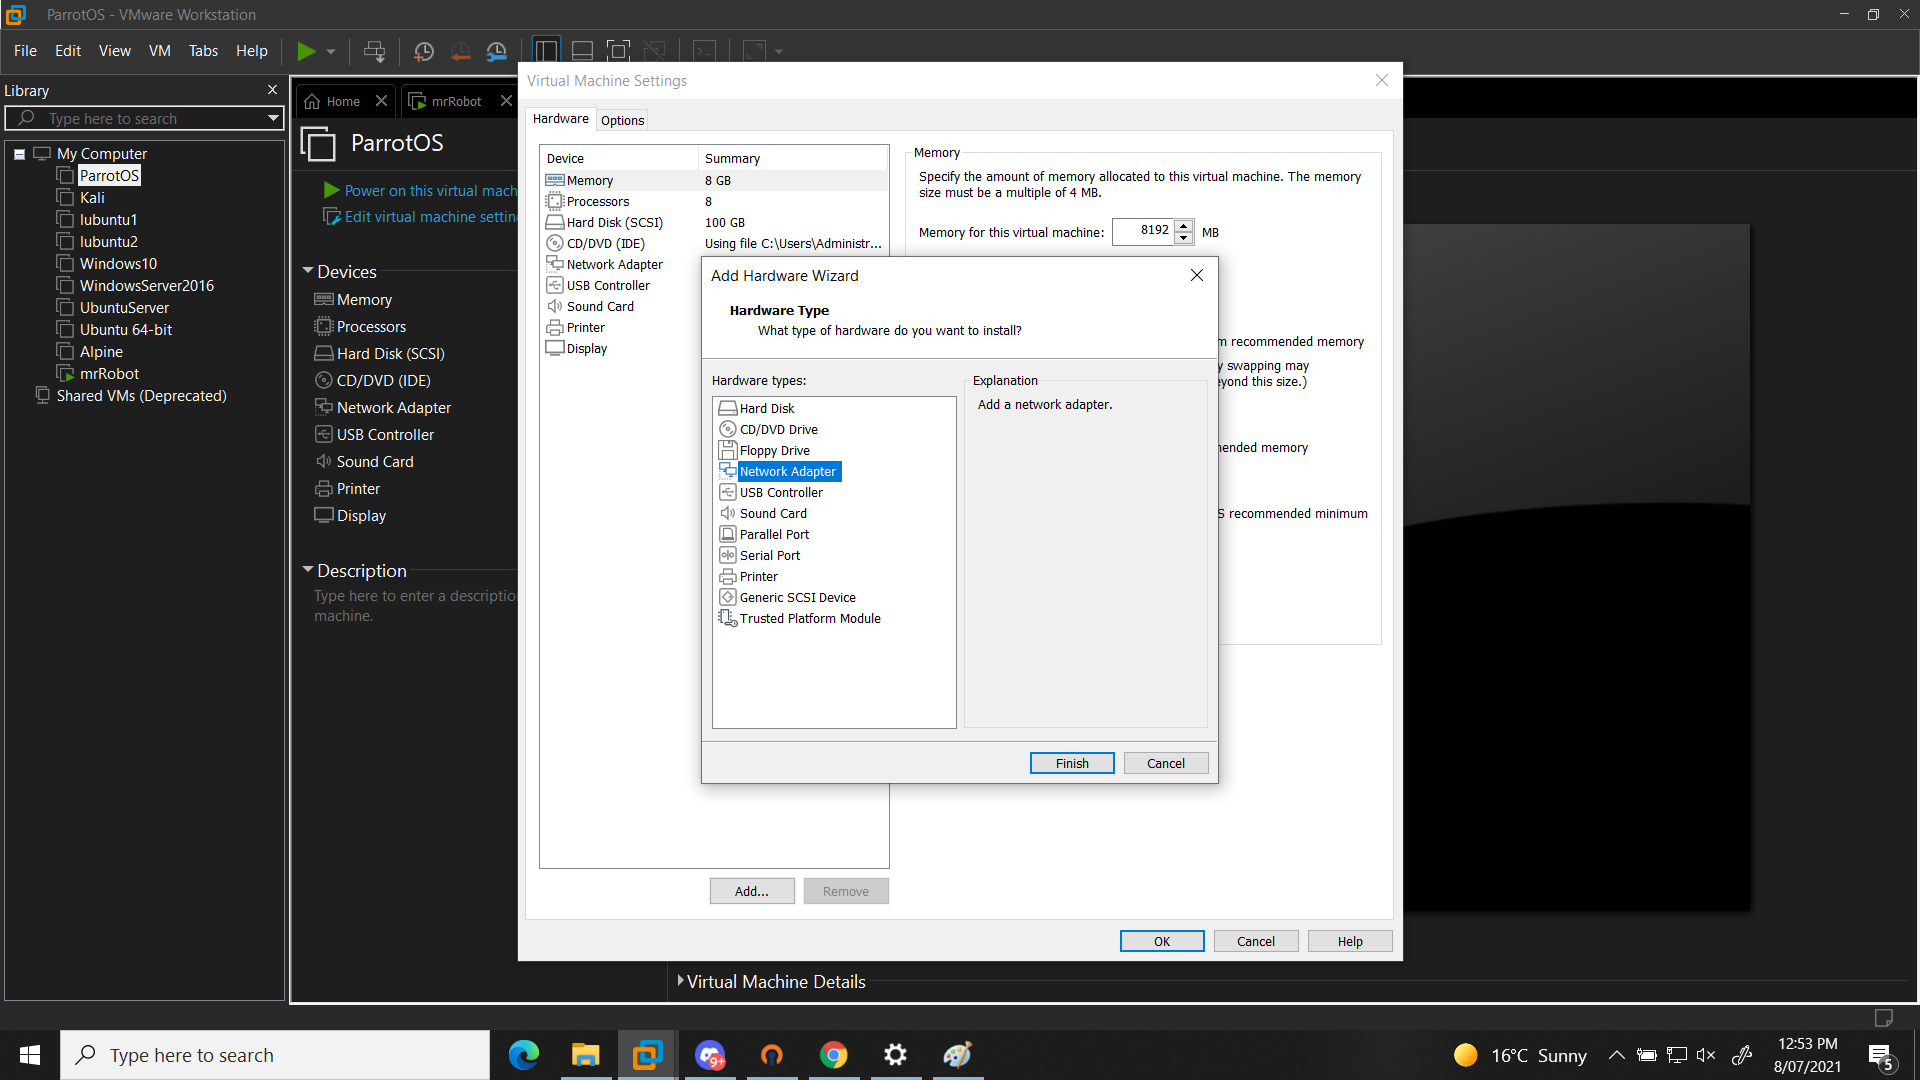 ParrotOS - VMware Workstation
File Edit View VM Tabs Help
Library
Type here to search
My Computer
ParrotOS
Kali
lubuntu1
lubuntu2
Windows10
WindowsServer2016
UbuntuServer
Ubuntu 64-bit
Alpine
mrRobot
Shared VMs (Deprecated)
Home
mrRobot
ParrotOS
Power on this virtual mach
Edit virtual machine settin
Devices
Memory
Processors
Hard Disk (SCSI)
CD/DVD (IDE)
Network Adapter
USB Controller
Sound Card
Printer
Display
Description
Type here to enter a descriptio
machine.
Virtual Machine Details
Virtual Machine Settings
Hardware Options
Device Summary
Memory 8 GB
Processors 8
Hard Disk (SCSI) 100 GB
CD/DVD (IDE) Using file C:\Users\Administr...
Network Adapter
USB Controller
Sound Card
Printer
Display
Add... Remove
Memory
Specify the amount of memory allocated to this virtual machine. The memory
size must be a multiple of 4 MB.
Memory for this virtual machine: 8192 MB
m recommended memory
y swapping may
eyond this size.)
ended memory
S recommended minimum
OK Cancel Help
Add Hardware Wizard
Hardware Type
What type of hardware do you want to install?
Hardware types:
Hard Disk
CD/DVD Drive
Floppy Drive
Network Adapter
USB Controller
Sound Card
Parallel Port
Serial Port
Printer
Generic SCSI Device
Trusted Platform Module
Explanation
Add a network adapter.
Finish Cancel
Type here to search
9+
16°C Sunny
12:53 PM
8/07/2021
5